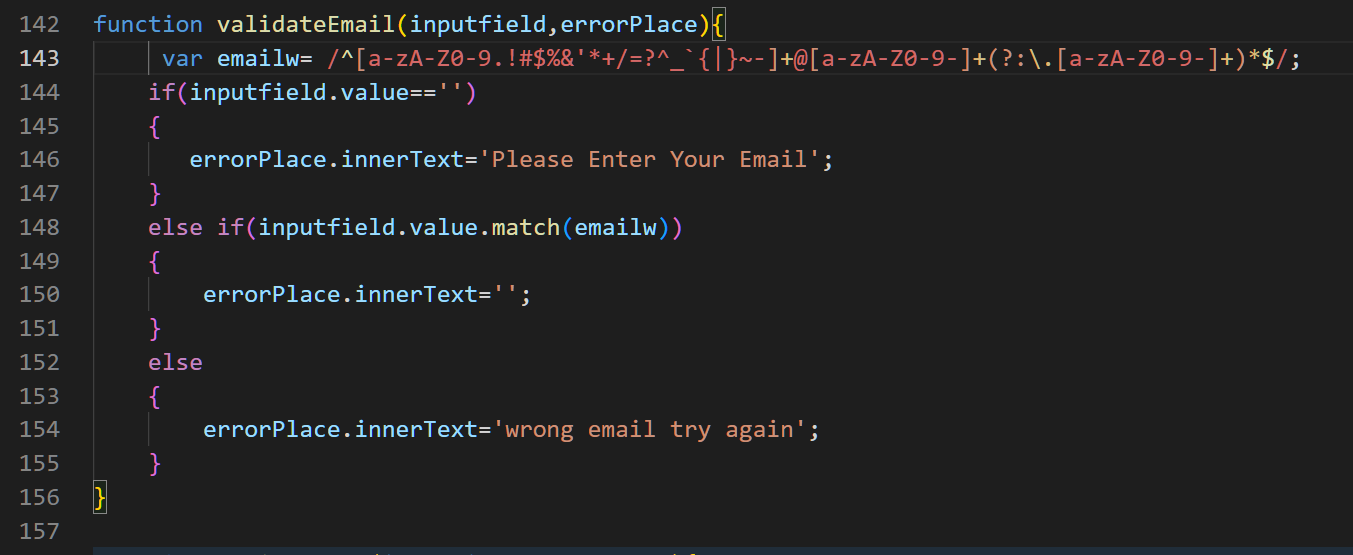 142 function validateEmail(inputfield,errorPlace){
143 var emailw= /^[a-zA-Z0-9.!#$%&'*+/=?^_`{|}~-]+@[a-zA-Z0-9-]+(?:\.[a-zA-Z0-9-]+)*$/;
144 if(inputfield.value=='')
145 {
146 errorPlace.innerText='Please Enter Your Email';
147 }
148 else if(inputfield.value.match(emailw))
149 {
150 errorPlace.innerText='';
151 }
152 else
153 {
154 errorPlace.innerText='wrong email try again';
155 }
156 }
157